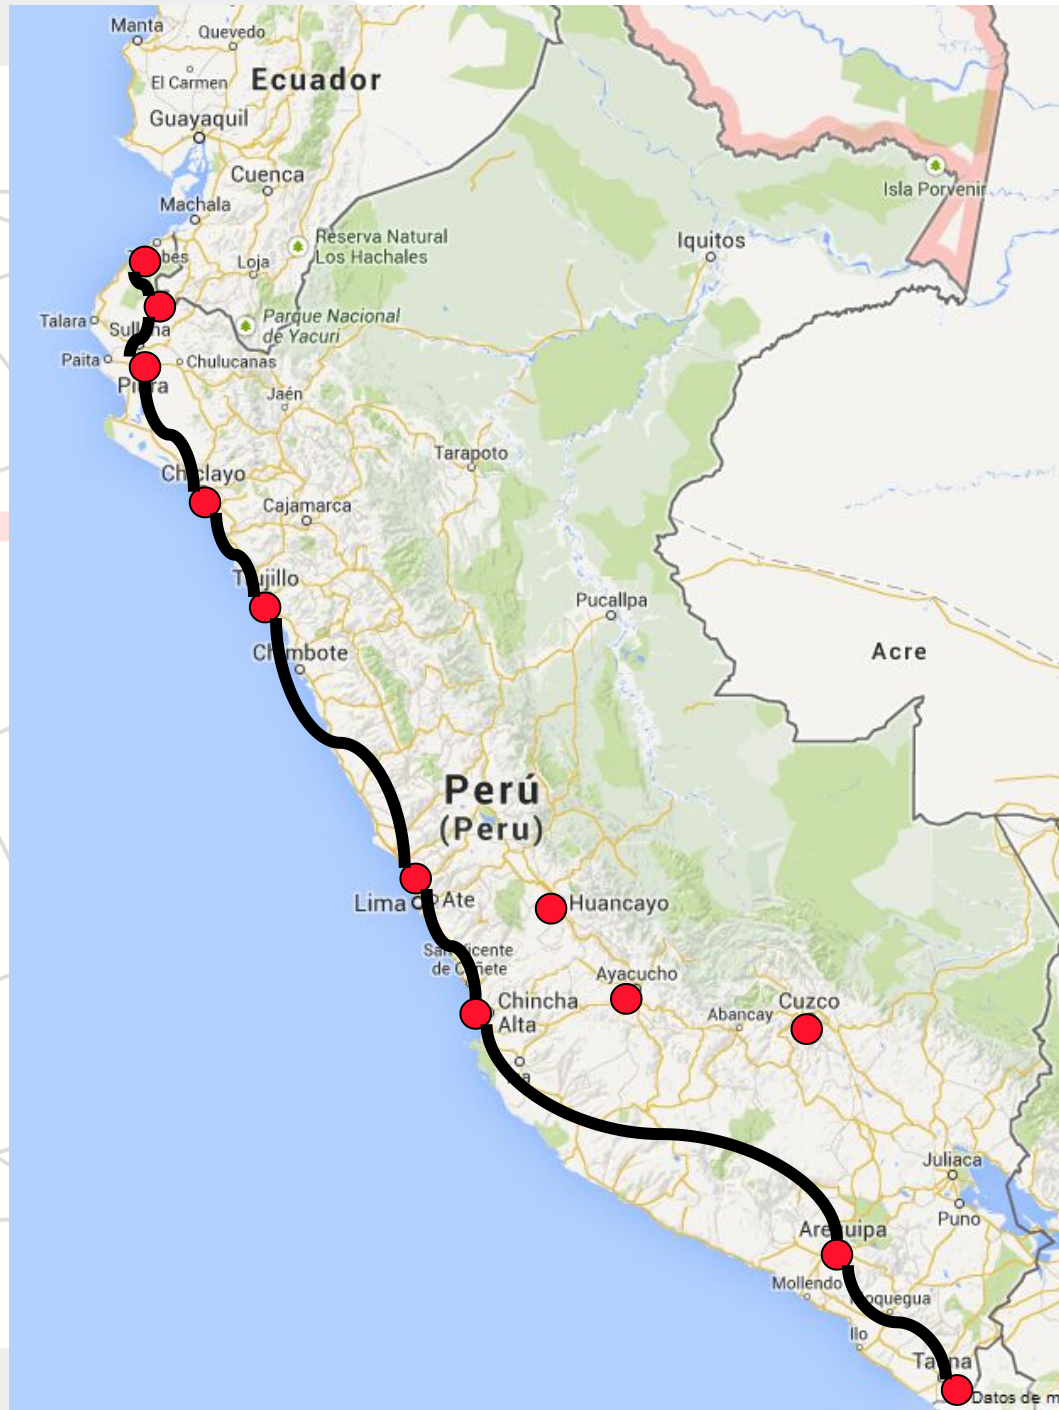 Manta
Quevedo
El Carmen
Ecuador
Guayaquil
Cuenca
Isla Porvenir
Machala
Reserva Natural
Los Hachales
Iquitos
Loja
Parque Nacional
de Yacuri
Talara
Paita
Chulucanas
Jaén
Tarapoto
Cajamarca
Pucallpa
Acre
Perú
(Peru)
Lima
Ate
Huancayo
Ayacucho
Chincha
Alta
Abancay
Cuzco
Juliaca
Puno
Mollendo
Ilo
Datos de m